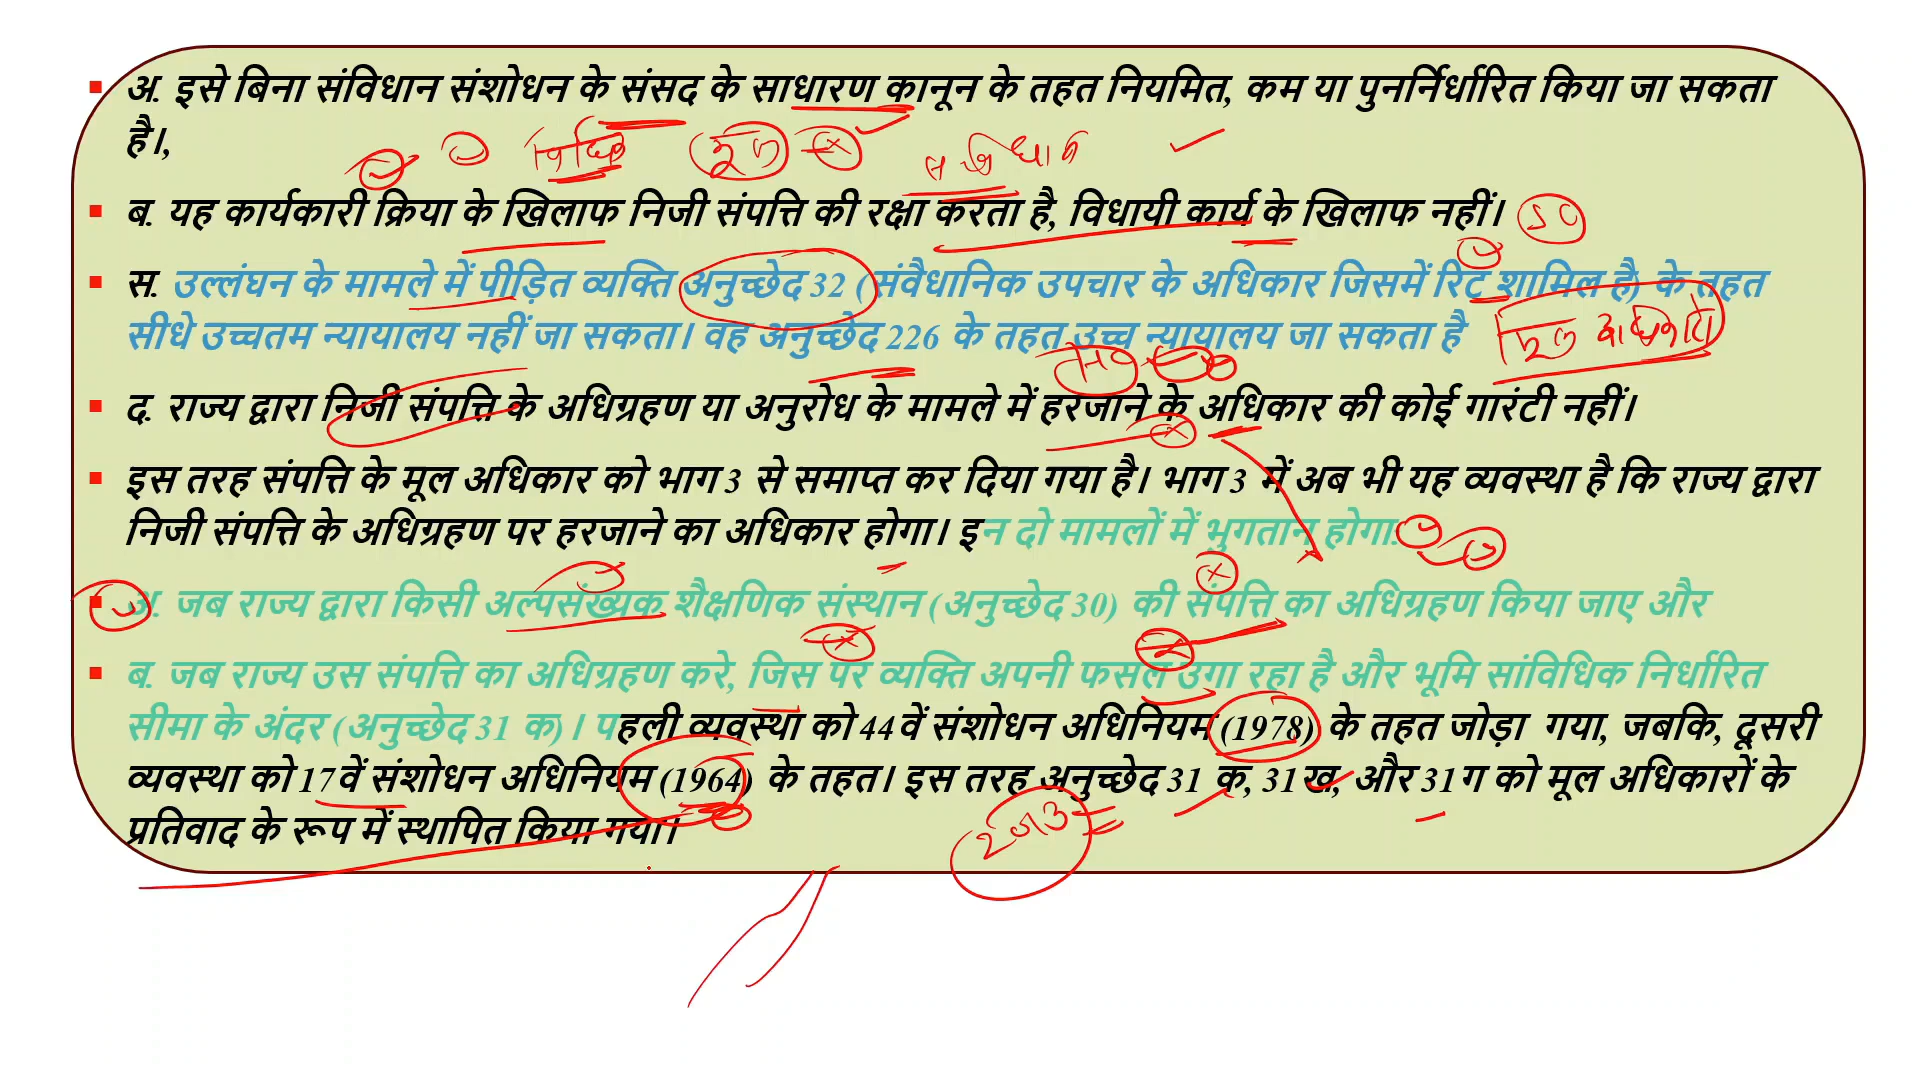 अ. इसे बिना संविधान संशोधन के संसद के साधारण कानून के तहत नियमित, कम या पुनर्निर्धारित किया जा सकता
है।,
ब. यह कार्यकारी क्रिया के खिलाफ निजी संपत्ति की रक्षा करता है, विधायी कार्य के खिलाफ नहीं।
स. उल्लंघन के मामले में पीड़ित व्यक्ति अनुच्छेद 32 (संवैधानिक उपचार के अधिकार जिसमें रिट शामिल है) के तहत
सीधे उच्चतम न्यायालय नहीं जा सकता। वह अनुच्छेद 226 के तहत उच्च न्यायालय जा सकता है
द. राज्य द्वारा निजी संपत्ति के अधिग्रहण या अनुरोध के मामले में हरजाने के अधिकार की कोई गारंटी नहीं।
इस तरह संपत्ति के मूल अधिकार को भाग 3 से समाप्त कर दिया गया है। भाग 3 में अब भी यह व्यवस्था है कि राज्य द्वारा
निजी संपत्ति के अधिग्रहण पर हरजाने का अधिकार होगा। इन दो मामलों में भुगतान होगा:
अ. जब राज्य द्वारा किसी अल्पसंख्यक शैक्षणिक संस्थान (अनुच्छेद 30) की संपत्ति का अधिग्रहण किया जाए और
ब. जब राज्य उस संपत्ति का अधिग्रहण करे, जिस पर व्यक्ति अपनी फसल उगा रहा है और भूमि सांविधिक निर्धारित
सीमा के अंदर (अनुच्छेद 31 क)। पहली व्यवस्था को 44वें संशोधन अधिनियम (1978) के तहत जोड़ा गया, जबकि, दूसरी
व्यवस्था को 17वें संशोधन अधिनियम (1964) के तहत। इस तरह अनुच्छेद 31 क, 31ख, और 31ग को मूल अधिकारों के
प्रतिवाद के रूप में स्थापित किया गया।